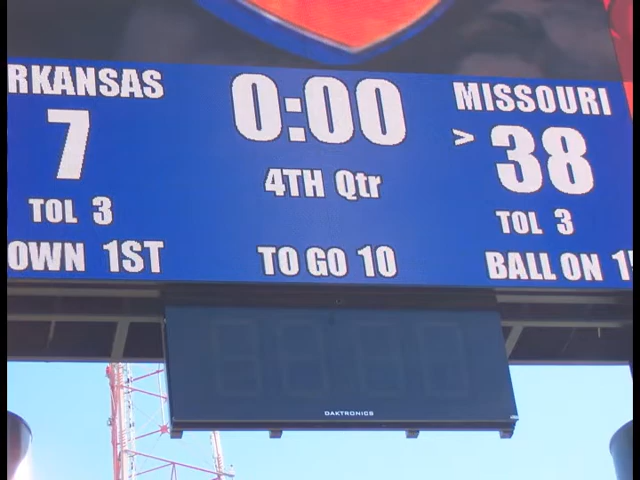 RKANSAS 0:00 MISSOURI
7 > 38
4TH Qtr
TOL 3 TOL 3
OWN 1ST TO GO 10 BALL ON 1
DAKTRONICS